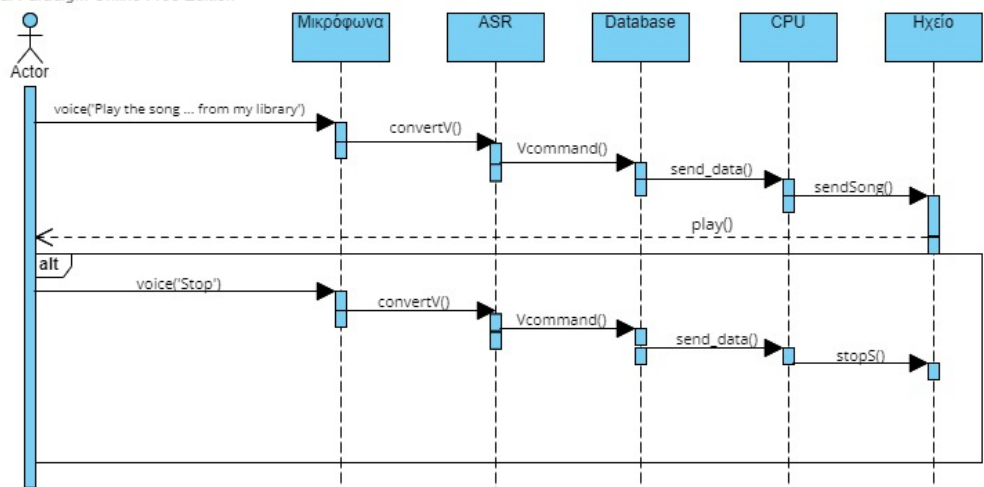 Μικρόφωνα
ASR
Database
CPU
Ηχείο
Actor
voice('Play the song ... from my library')
convertV()
Vcommand()
send_data()
sendSong()
play()
alt
voice('Stop')
convertV()
Vcommand()
send_data()
stopS()